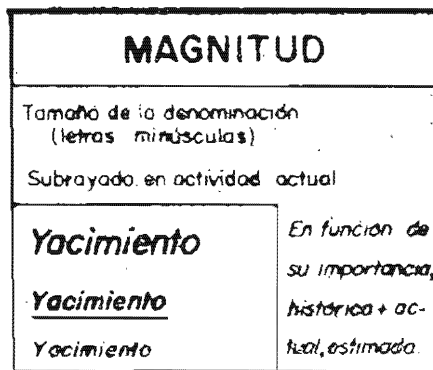 MAGNITUD
Tamaño de la denominación
(letras minúsculas)
Subrayado en actividad actual
Yacimiento
Yacimiento
Yacimiento
En función de
su importancia,
histórica + ac-
tual, estimada.